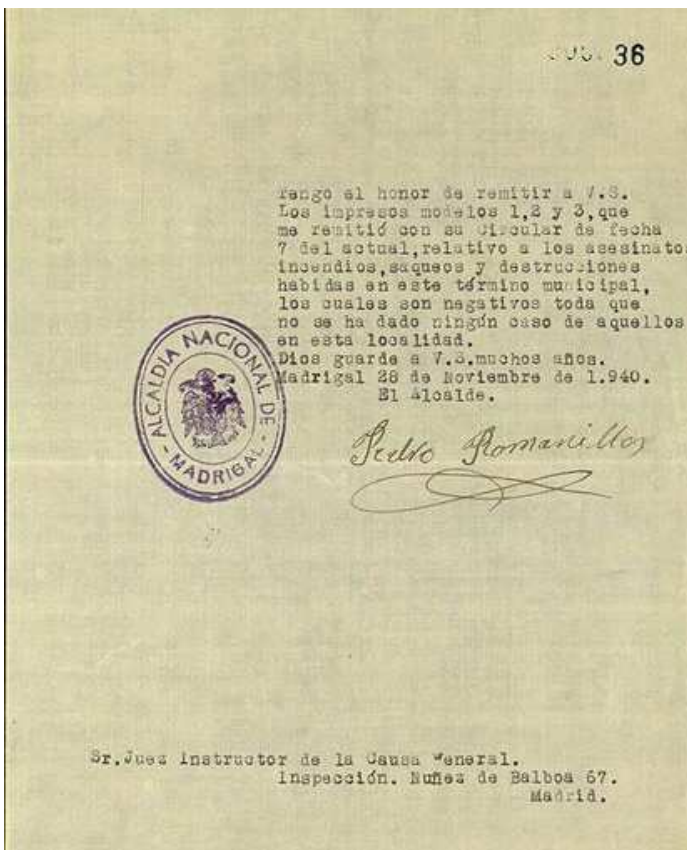 36
Tengo el honor de remitir a V.S.
Los impresos modelos 1,2 y 3,que
me remitió con su Circular de fecha
7 del actual,relativo a los asesinatos
incendios,saqueos y destrucciones
habidas en este término municipal,
los cuales son negativos toda que
no se ha dado ningún caso de aquellos
en esta localidad.
Dios guarde a V.S.muchos años.
Madrigal 28 de Noviembre de 1.940.
El Alcalde.
ALCALDIA NACIONAL DE
- MADRIGAL -
Pedro Romanillos
Sr.Juez Instructor de la Causa General.
Inspección. Nuñez de Balboa 67.
Madrid.